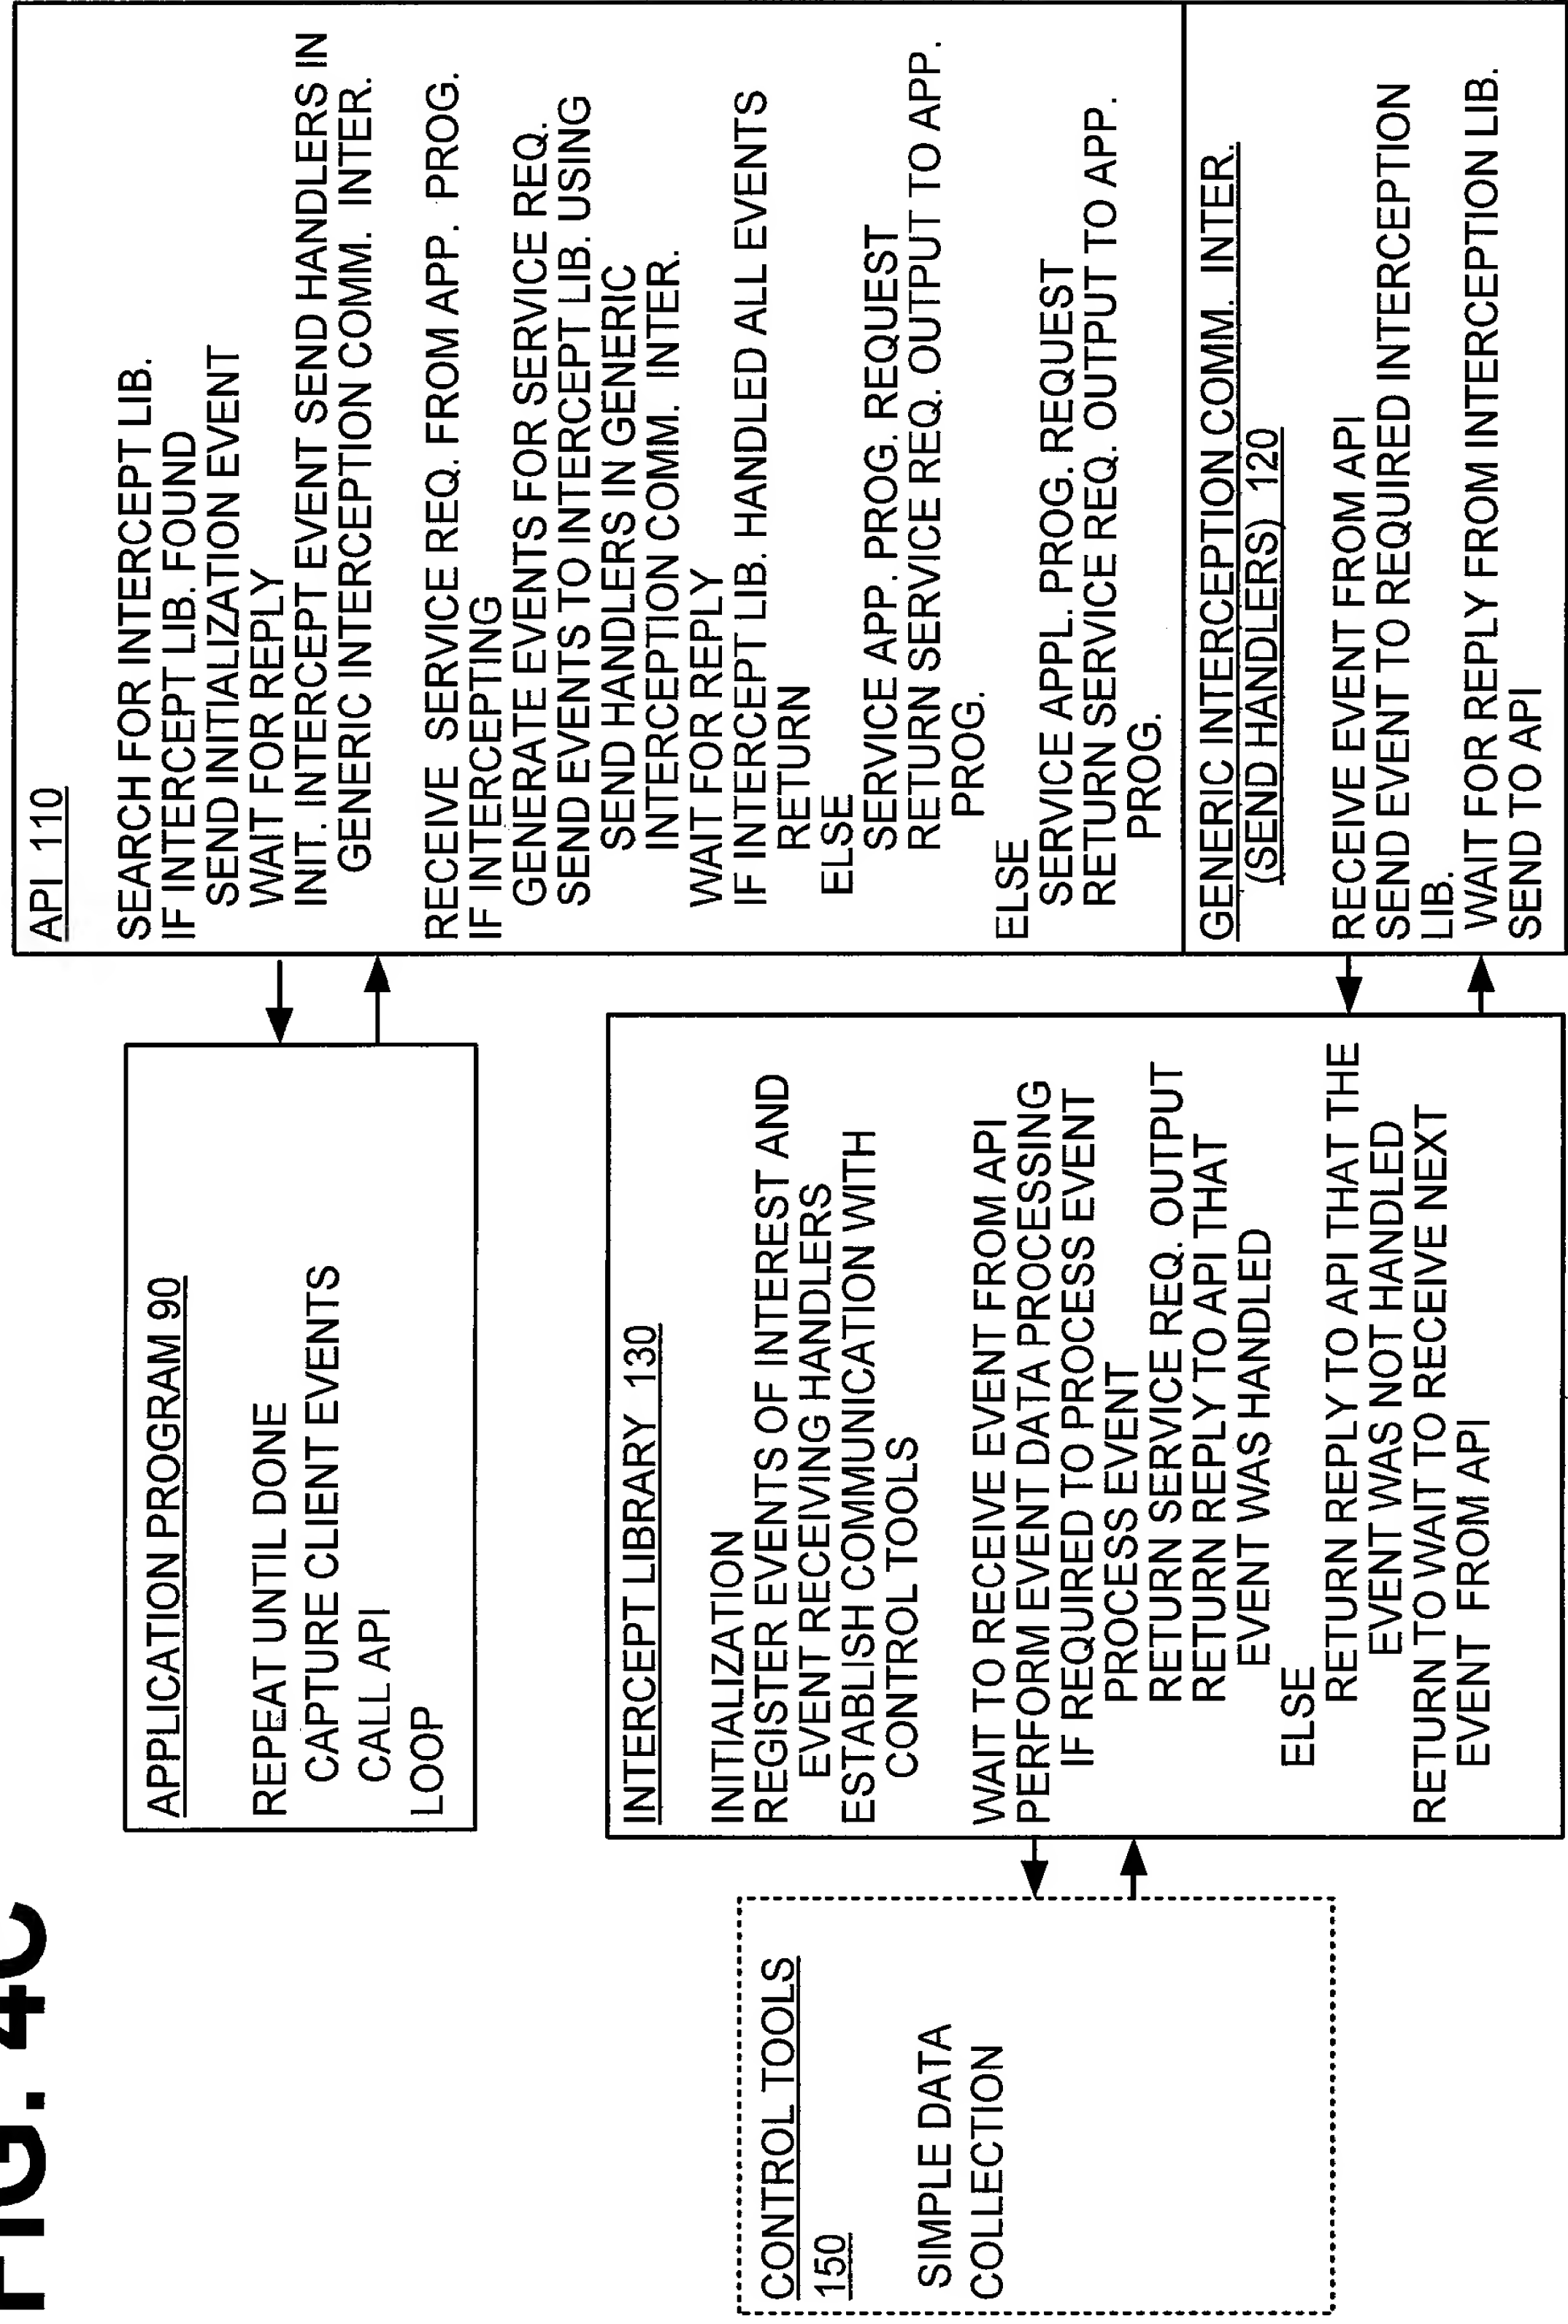 FIG. 4C
APPLICATION PROGRAM 90
REPEAT UNTIL DONE
CAPTURE CLIENT EVENTS
CALL API
LOOP
API 110
SEARCH FOR INTERCEPT LIB.
IF INTERCEPT LIB. FOUND
SEND INITIALIZATION EVENT
WAIT FOR REPLY
INIT. INTERCEPT EVENT SEND HANDLERS IN
GENERIC INTERCEPTION COMM. INTER.
RECEIVE SERVICE REQ. FROM APP. PROG.
IF INTERCEPTING
GENERATE EVENTS FOR SERVICE REQ.
SEND EVENTS TO INTERCEPT LIB. USING
SEND HANDLERS IN GENERIC
INTERCEPTION COMM. INTER.
WAIT FOR REPLY
IF INTERCEPT LIB. HANDLED ALL EVENTS
RETURN
ELSE
SERVICE APP. PROG. REQUEST
RETURN SERVICE REQ. OUTPUT TO APP.
PROG.
ELSE
SERVICE APPL. PROG. REQUEST
RETURN SERVICE REQ. OUTPUT TO APP.
PROG.
GENERIC INTERCEPTION COMM. INTER.
(SEND HANDLERS) 120
RECEIVE EVENT FROM API
SEND EVENT TO REQUIRED INTERCEPTION
LIB.
WAIT FOR REPLY FROM INTERCEPTION LIB.
SEND TO API
INTERCEPT LIBRARY 130
INITIALIZATION
REGISTER EVENTS OF INTEREST AND
EVENT RECEIVING HANDLERS
ESTABLISH COMMUNICATION WITH
CONTROL TOOLS
WAIT TO RECEIVE EVENT FROM API
PERFORM EVENT DATA PROCESSING
IF REQUIRED TO PROCESS EVENT
PROCESS EVENT
RETURN SERVICE REQ. OUTPUT
RETURN REPLY TO API THAT
EVENT WAS HANDLED
ELSE
RETURN REPLY TO API THAT THE
EVENT WAS NOT HANDLED
RETURN TO WAIT TO RECEIVE NEXT
EVENT FROM API
CONTROL TOOLS
150
SIMPLE DATA
COLLECTION